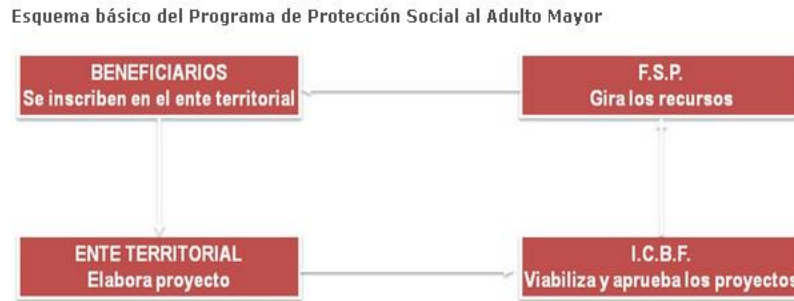 Esquema básico del Programa de Protección Social al Adulto Mayor
BENEFICIARIOS
Se inscriben en el ente territorial
F.S.P.
Gira los recursos
ENTE TERRITORIAL
Elabora proyecto
I.C.B.F.
Viabiliza y aprueba los proyectos